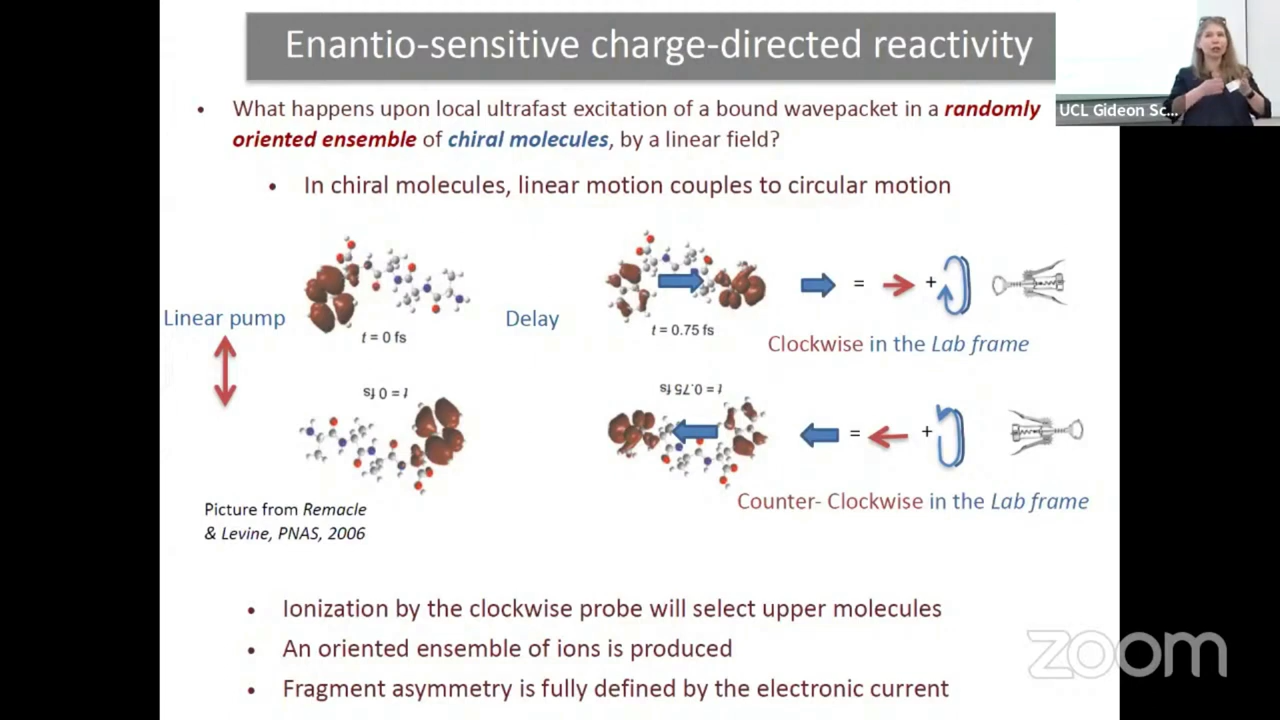 Enantio-sensitive charge-directed reactivity
UCL Gideon Sc...
• What happens upon local ultrafast excitation of a bound wavepacket in a randomly
oriented ensemble of chiral molecules, by a linear field?
• In chiral molecules, linear motion couples to circular motion
Linear pump
t = 0 fs
Delay
t = 0.75 fs
= +
Clockwise in the Lab frame
t = 0 fs
t = 0.75 fs
= +
Counter- Clockwise in the Lab frame
Picture from Remacle
& Levine, PNAS, 2006
• Ionization by the clockwise probe will select upper molecules
• An oriented ensemble of ions is produced
• Fragment asymmetry is fully defined by the electronic current
zoom